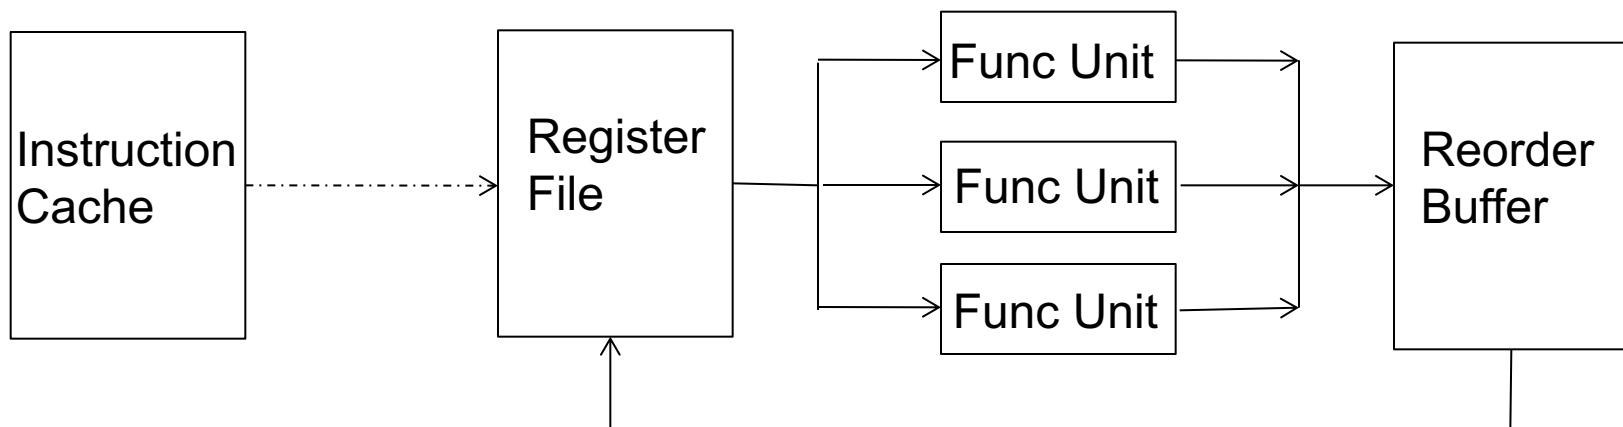 Instruction
Cache
Register
File
Func Unit
Func Unit
Func Unit
Reorder
Buffer